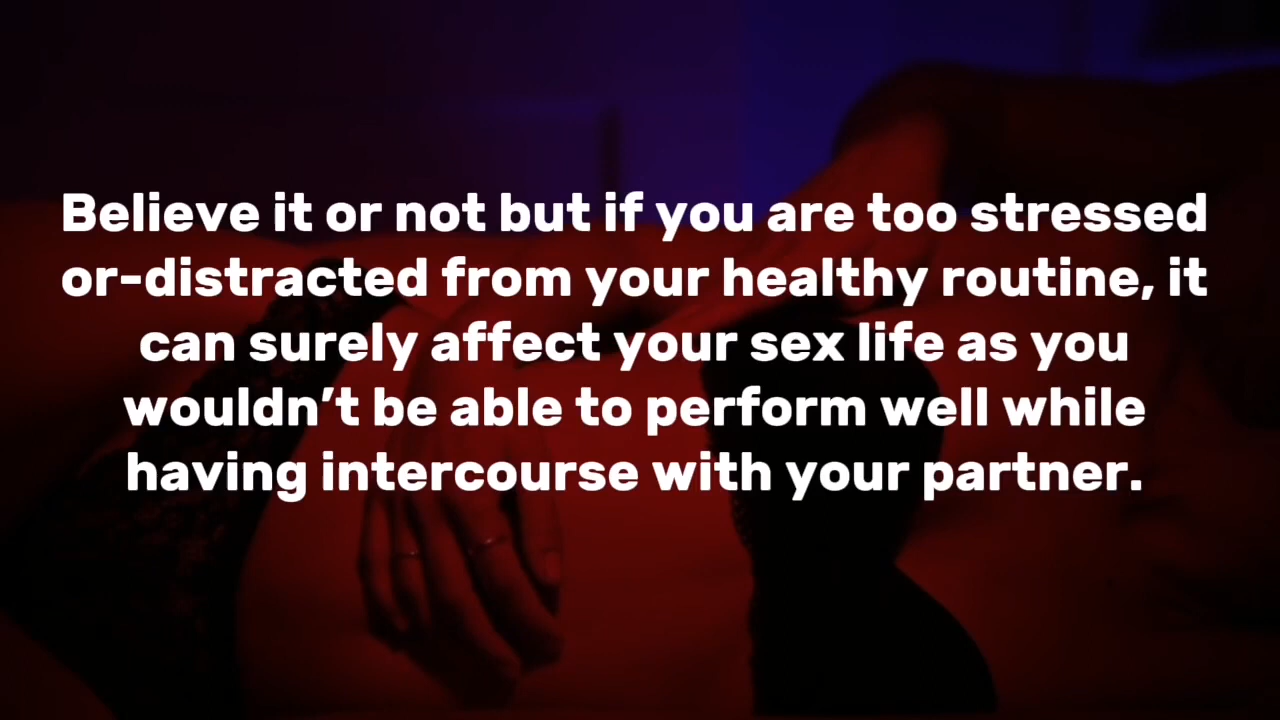 Believe it or not but if you are too stressed
or-distracted from your healthy routine, it
can surely affect your sex life as you
wouldn’t be able to perform well while
having intercourse with your partner.